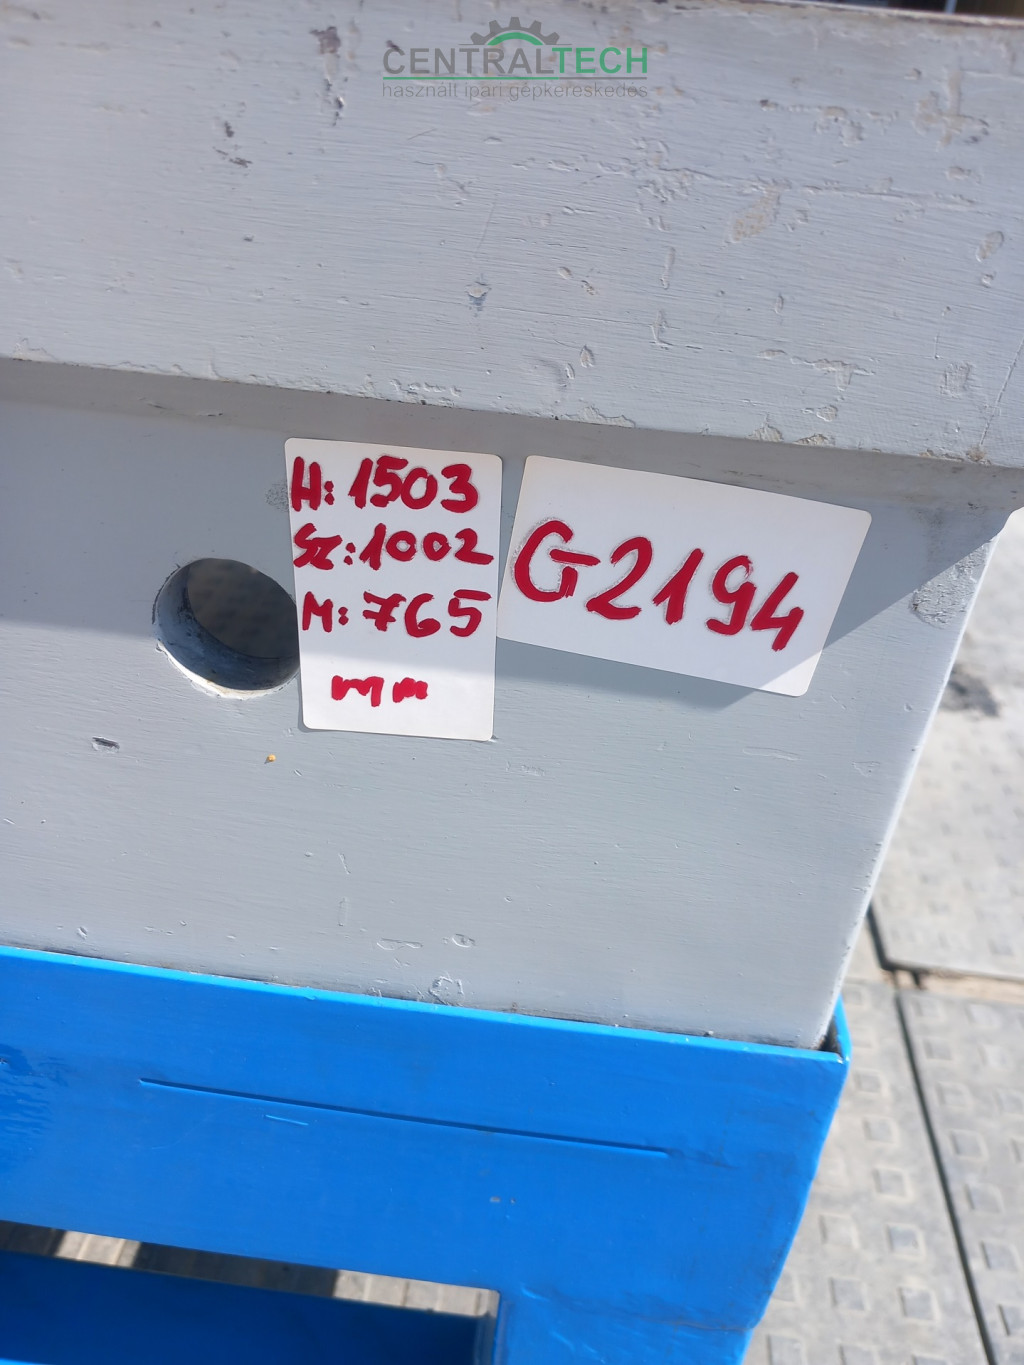 CENTRALTECH
használt ipari gépkereskedés
H: 1503
SZ: 1002
M: 765
mm
G2194